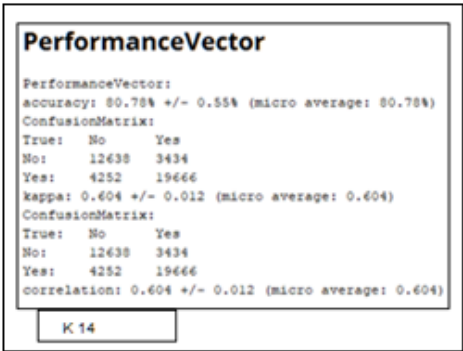 PerformanceVector
PerformanceVector:
accuracy: 80.78% +/- 0.55% (micro average: 80.78%)
ConfusionMatrix:
True: No Yes
No: 12638 3434
Yes: 4252 19666
kappa: 0.604 +/- 0.012 (micro average: 0.604)
ConfusionMatrix:
True: No Yes
No: 12638 3434
Yes: 4252 19666
correlation: 0.604 +/- 0.012 (micro average: 0.604)
K 14